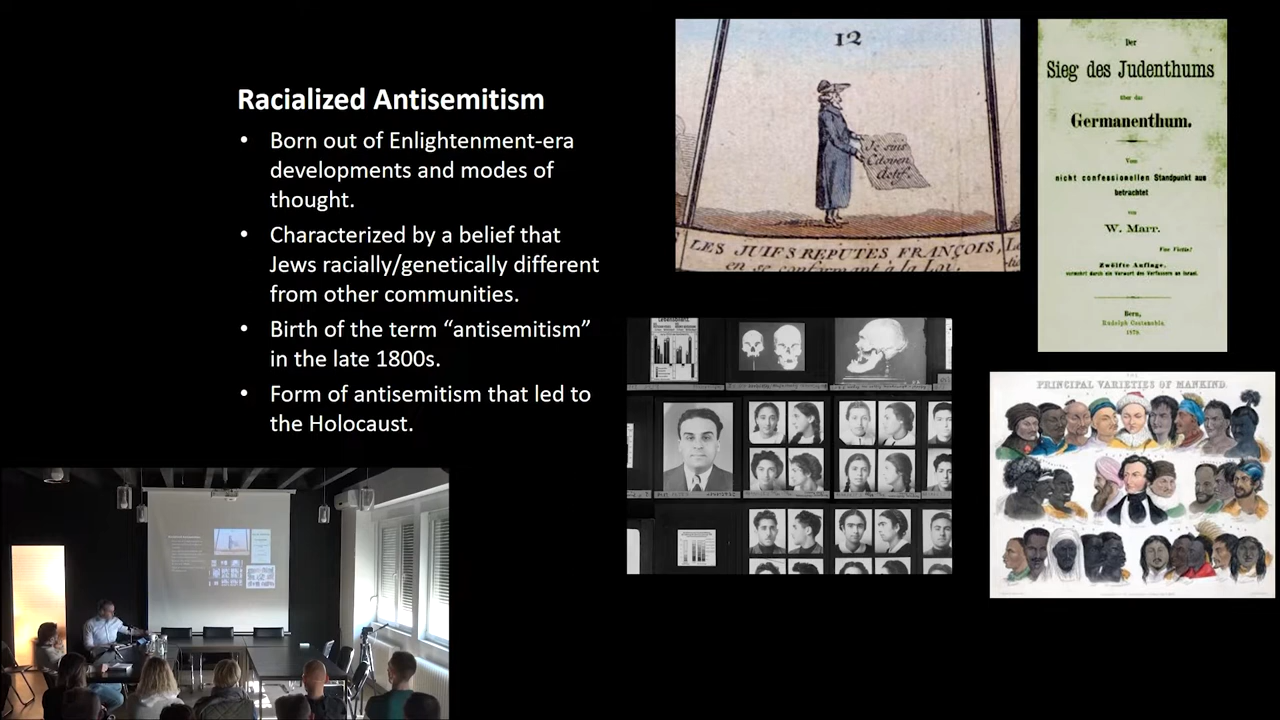 Racialized Antisemitism
• Born out of Enlightenment-era
developments and modes of
thought.
• Characterized by a belief that
Jews racially/genetically different
from other communities.
• Birth of the term “antisemitism”
in the late 1800s.
• Form of antisemitism that led to
the Holocaust.
12
Je suis
Citoyen
Actif.
LES JUIFS REPUTÉS FRANÇOIS,
en se conformant à la Loi.
Der
Sieg des Judenthums
über das
Germanenthum.
Vom
nicht confessionellen Standpunkt aus
betrachtet
von
W. Marr.
Vae Victis!
Zwölfte Auflage,
Bern,
Rudolph Costenoble.
1879.
PRINCIPAL VARIETIES OF MANKIND.